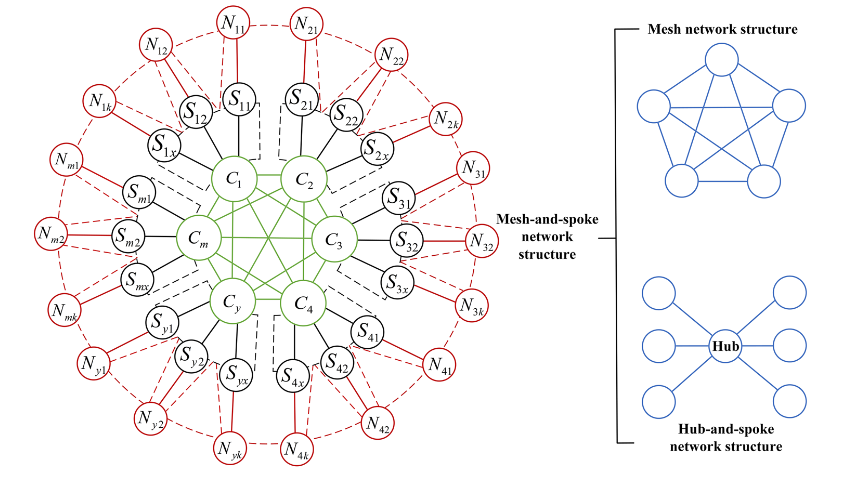 N11
N21
N12
N22
N1k
S12
S11
S21
S22
N2k
S1x
S2x
Nm1
C1
C2
N31
Sm1
S31
Nm2
Sm2
Cm
C3
S32
N32
Smx
S3x
Nmk
Cy
C4
N3k
Sy1
S41
Ny1
Sy2
Syx
S4x
S42
N41
Ny2
N42
Nyk
N4k
Mesh-and-spoke
network
structure
Mesh network structure
Hub
Hub-and-spoke
network structure